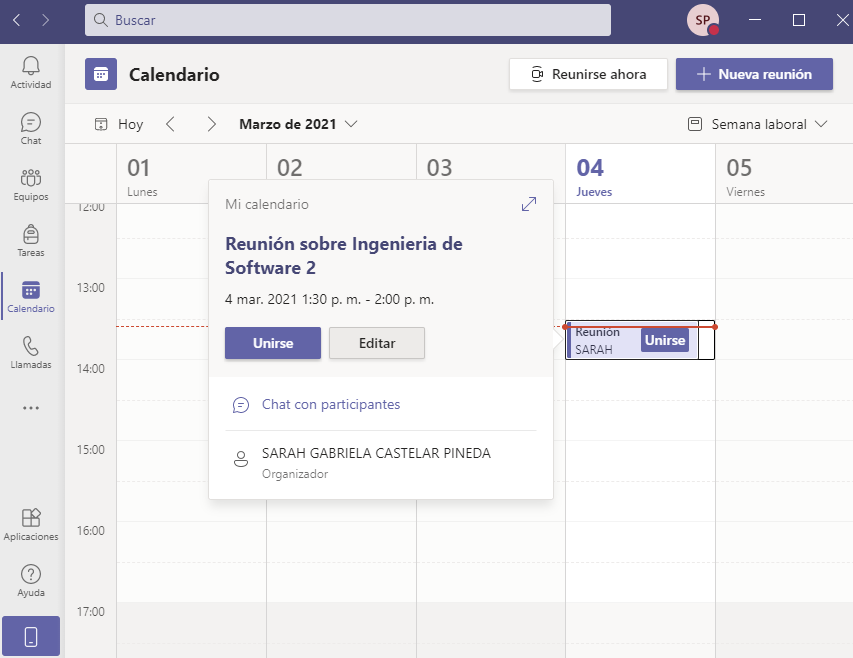 Buscar
SP
Actividad
Chat
Equipos
Tareas
Calendario
Llamadas
Aplicaciones
Ayuda
Calendario
Reunirse ahora
Nueva reunión
Hoy
Marzo de 2021
Semana laboral
01
Lunes
02
03
04
Jueves
05
Viernes
12:00
13:00
14:00
15:00
16:00
17:00
Mi calendario
Reunión sobre Ingenieria de
Software 2
4 mar. 2021 1:30 p. m. - 2:00 p. m.
Unirse
Editar
Chat con participantes
SARAH GABRIELA CASTELAR PINEDA
Organizador
Reunión
SARAH
Unirse